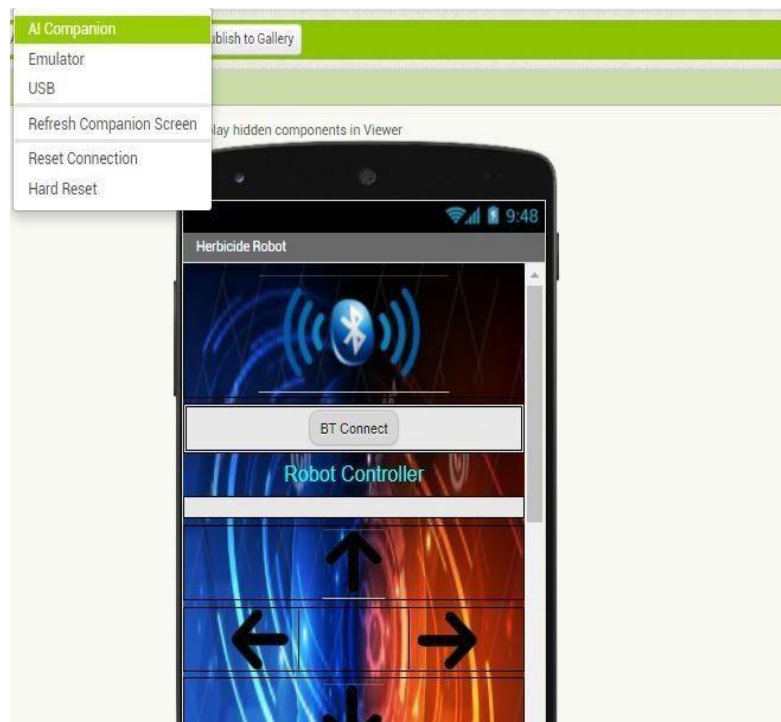 AI Companion
ublish to Gallery
Emulator
USB
Refresh Companion Screen
lay hidden components in Viewer
Reset Connection
Hard Reset
9:48
Herbicide Robot
BT Connect
Robot Controller